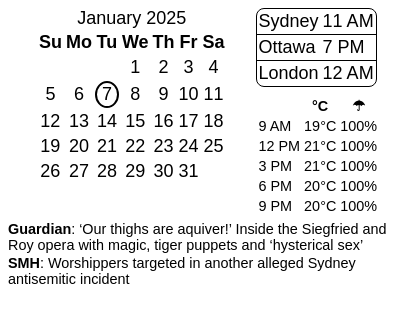 January 2025
Su Mo Tu We Th Fr Sa
1 2 3 4
5 6 7 8 9 10 11
12 13 14 15 16 17 18
19 20 21 22 23 24 25
26 27 28 29 30 31
Sydney 11 AM
Ottawa 7 PM
London 12 AM
°C ☂
9 AM 19°C 100%
12 PM 21°C 100%
3 PM 21°C 100%
6 PM 20°C 100%
9 PM 20°C 100%
Guardian: ‘Our thighs are aquiver!’ Inside the Siegfried and
Roy opera with magic, tiger puppets and ‘hysterical sex’
SMH: Worshippers targeted in another alleged Sydney
antisemitic incident